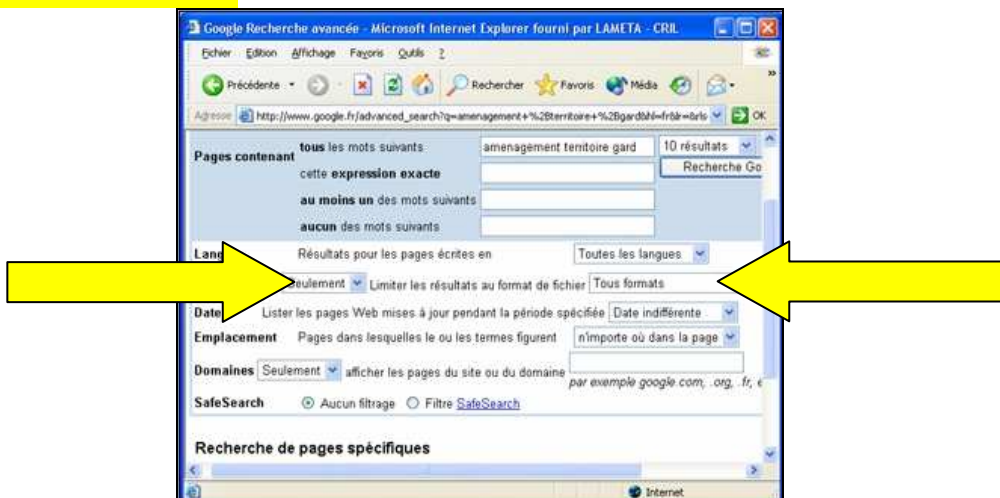 Google Recherche avancée - Microsoft Internet Explorer fourni par LAMETA - CRIL
Fichier Edition Affichage Favoris Outils ?
Précédente Rechercher Favoris Média »
Adresse http://www.google.fr/advanced_search?q=amenagement+%2Bterritoire+%2Bgard&hl=fr&lr=&rls OK
Pages contenant tous les mots suivants amenagement territoire gard 10 résultats
cette expression exacte Recherche Go
au moins un des mots suivants
aucun des mots suivants
Lang Résultats pour les pages écrites en Toutes les langues
eulement Limiter les résultats au format de fichier Tous formats
Date Lister les pages Web mises à jour pendant la période spécifiée Date indifférente
Emplacement Pages dans lesquelles le ou les termes figurent n'importe où dans la page
Domaines Seulement afficher les pages du site ou du domaine
par exemple google.com, .org, .fr, e
SafeSearch Aucun filtrage Filtre SafeSearch
Recherche de pages spécifiques
Internet